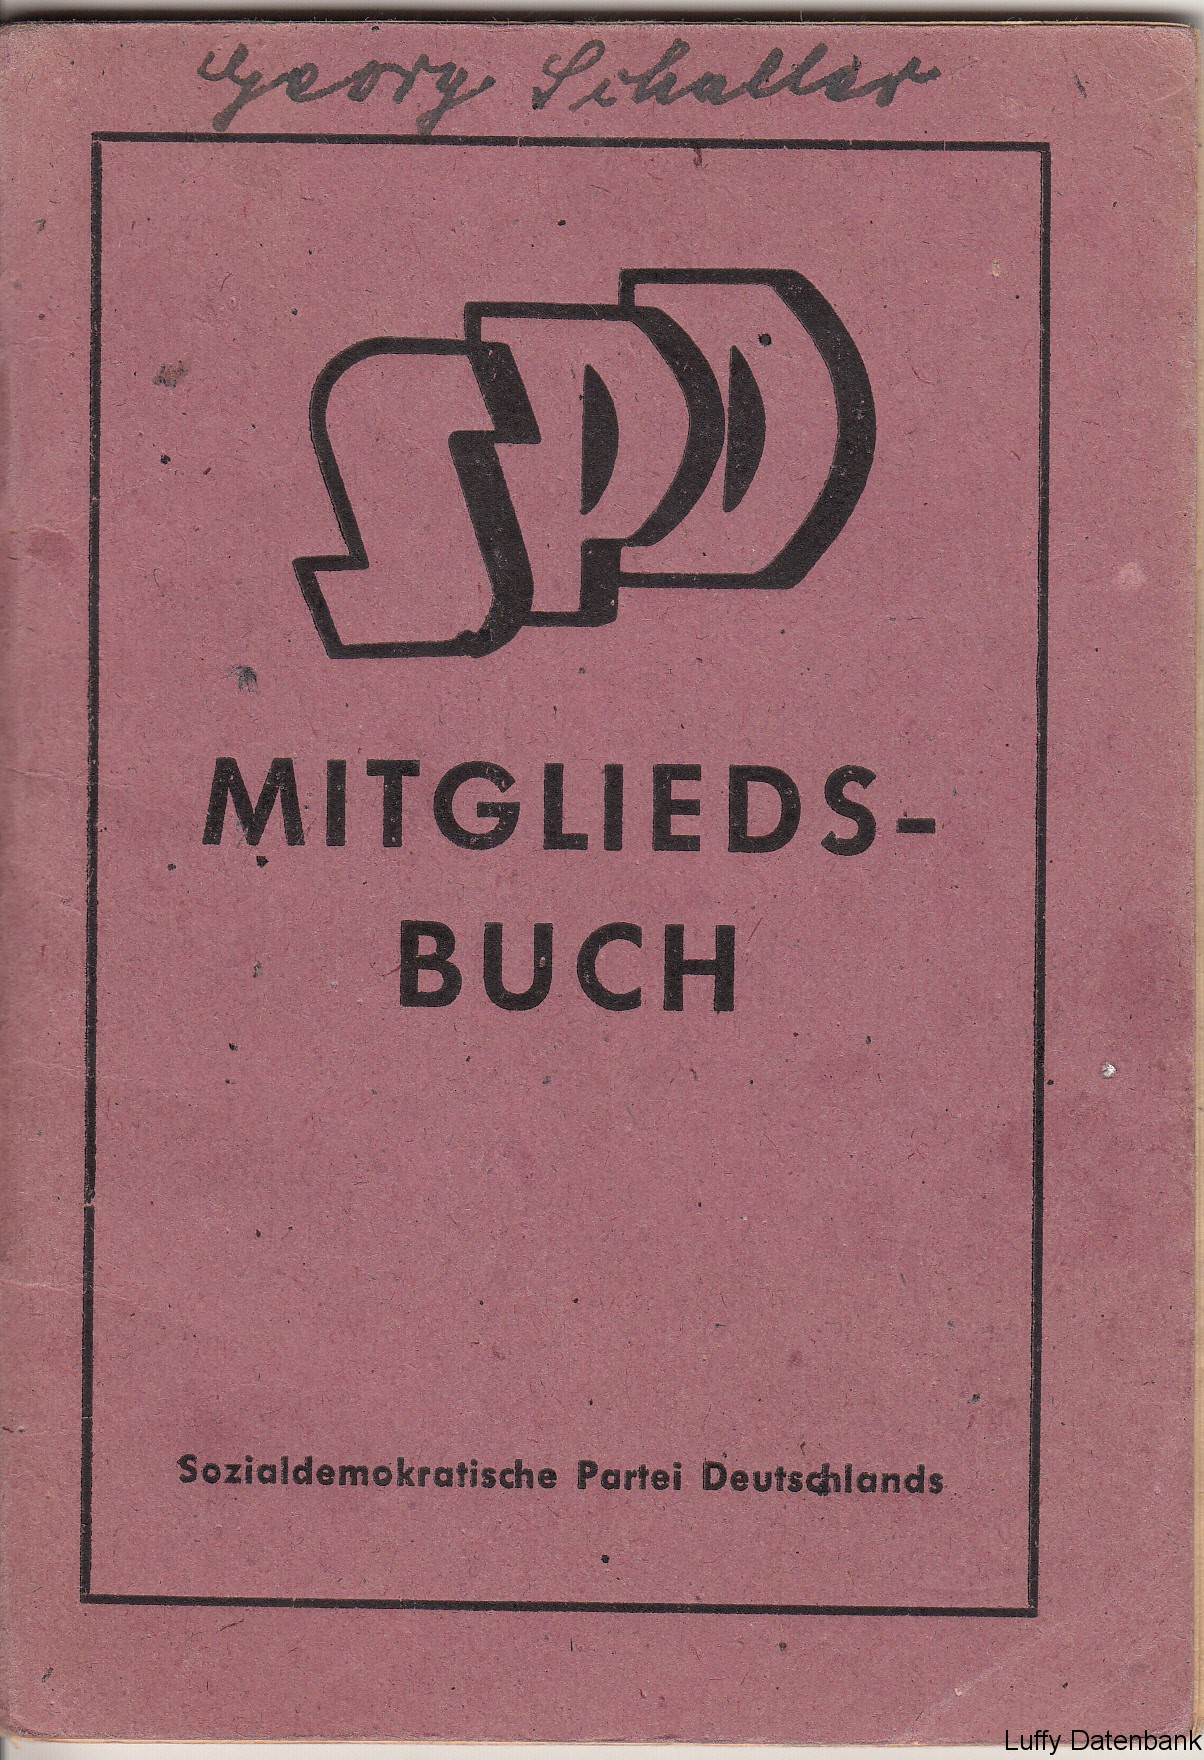 Georg Schaller
SPD
MITGLIEDS-
BUCH
Sozialdemokratische Partei Deutschlands
Luffy Datenbank